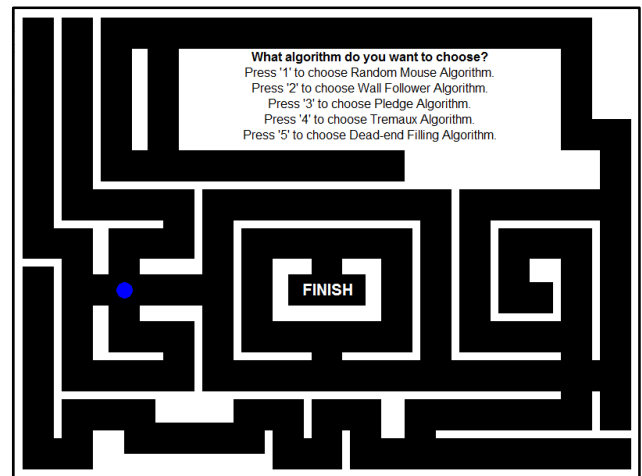 What algorithm do you want to choose?
Press '1' to choose Random Mouse Algorithm.
Press '2' to choose Wall Follower Algorithm.
Press '3' to choose Pledge Algorithm.
Press '4' to choose Tremaux Algorithm.
Press '5' to choose Dead-end Filling Algorithm.
FINISH